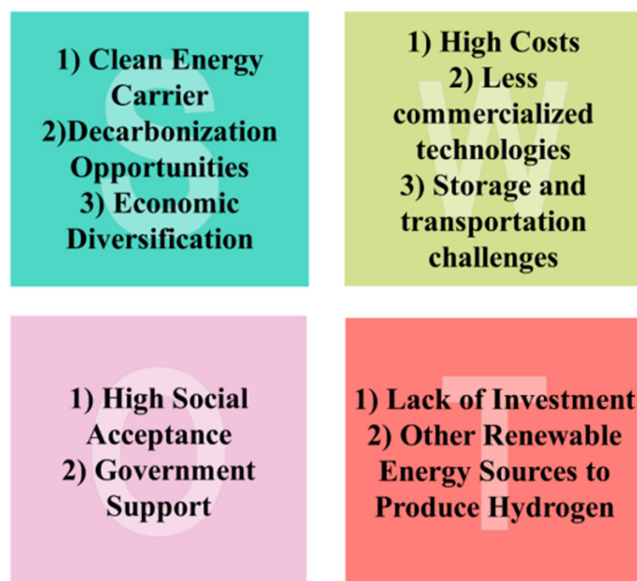 S
1) Clean Energy
Carrier
2)Decarbonization
Opportunities
3) Economic
Diversification
W
1) High Costs
2) Less
commercialized
technologies
3) Storage and
transportation
challenges
O
1) High Social
Acceptance
2) Government
Support
T
1) Lack of Investment
2) Other Renewable
Energy Sources to
Produce Hydrogen